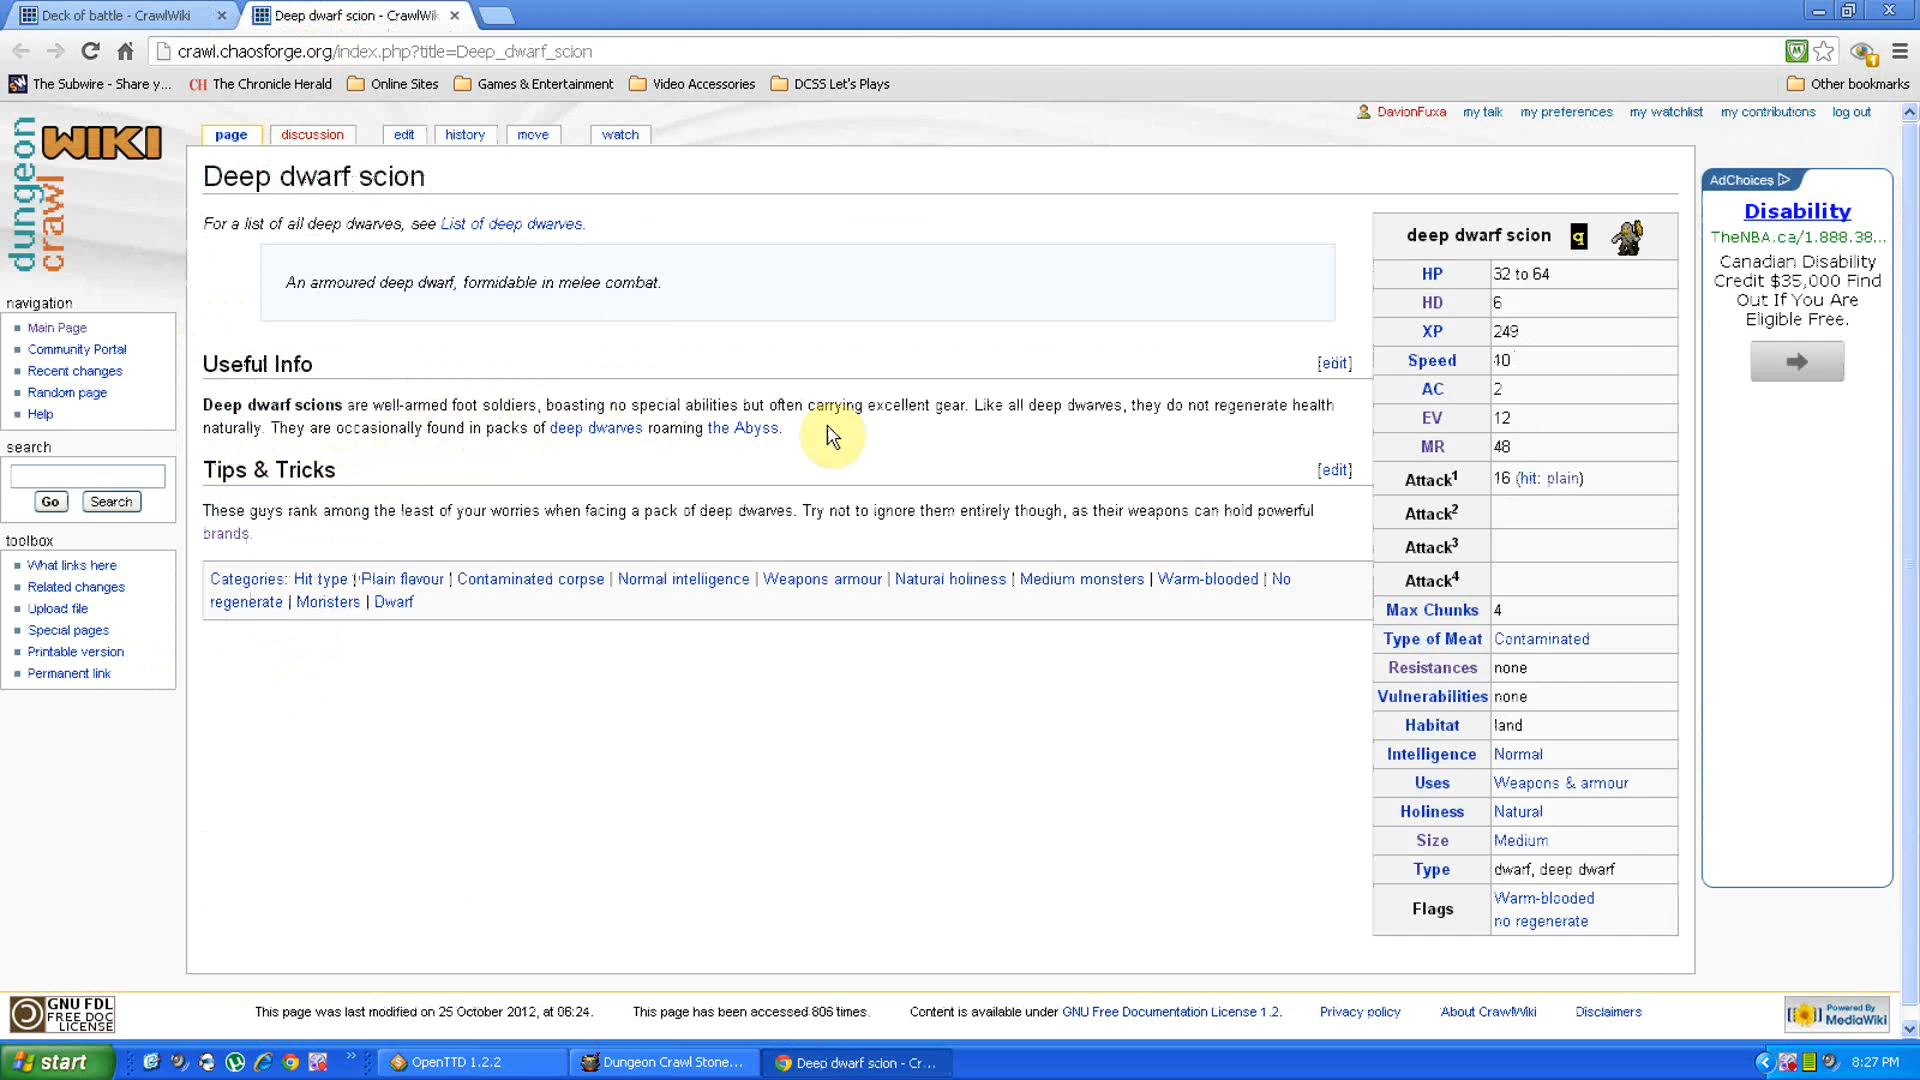 Deck of battle - CrawlWiki
Deep dwarf scion - CrawlWik
crawl.chaosforge.org/index.php?title=Deep_dwarf_scion
The Subwire - Share y...
CH The Chronicle Herald
Online Sites
Games & Entertainment
Video Accessories
DCSS Let's Plays
Other bookmarks
DavionFuxa
my talk
my preferences
my watchlist
my contributions
log out
dungeon
crawl
WIKI
page
discussion
edit
history
move
watch
Deep dwarf scion
For a list of all deep dwarves, see List of deep dwarves.
An armoured deep dwarf, formidable in melee combat.
Useful Info
[edit]
Deep dwarf scions are well-armed foot soldiers, boasting no special abilities but often carrying excellent gear. Like all deep dwarves, they do not regenerate health
naturally. They are occasionally found in packs of deep dwarves roaming the Abyss.
Tips & Tricks
[edit]
These guys rank among the least of your worries when facing a pack of deep dwarves. Try not to ignore them entirely though, as their weapons can hold powerful
brands.
Categories: Hit type | Plain flavour | Contaminated corpse | Normal intelligence | Weapons armour | Natural holiness | Medium monsters | Warm-blooded | No
regenerate | Monsters | Dwarf
deep dwarf scion q
HP 32 to 64
HD 6
XP 249
Speed 10
AC 2
EV 12
MR 48
Attack1 16 (hit: plain)
Attack2
Attack3
Attack4
Max Chunks 4
Type of Meat Contaminated
Resistances none
Vulnerabilities none
Habitat land
Intelligence Normal
Uses Weapons & armour
Holiness Natural
Size Medium
Type dwarf, deep dwarf
Flags Warm-blooded
no regenerate
AdChoices
Disability
TheNBA.ca/1.888.38...
Canadian Disability
Credit $35,000 Find
Out If You Are
Eligible Free.
navigation
Main Page
Community Portal
Recent changes
Random page
Help
search
Go
Search
toolbox
What links here
Related changes
Upload file
Special pages
Printable version
Permanent link
GNU FDL
FREE DOC
LICENSE
This page was last modified on 25 October 2012, at 06:24.
This page has been accessed 806 times.
Content is available under GNU Free Documentation License 1.2.
Privacy policy
About CrawlWiki
Disclaimers
Powered By
MediaWiki
start
OpenTTD 1.2.2
Dungeon Crawl Stone...
Deep dwarf scion - Cr...
8:27 PM